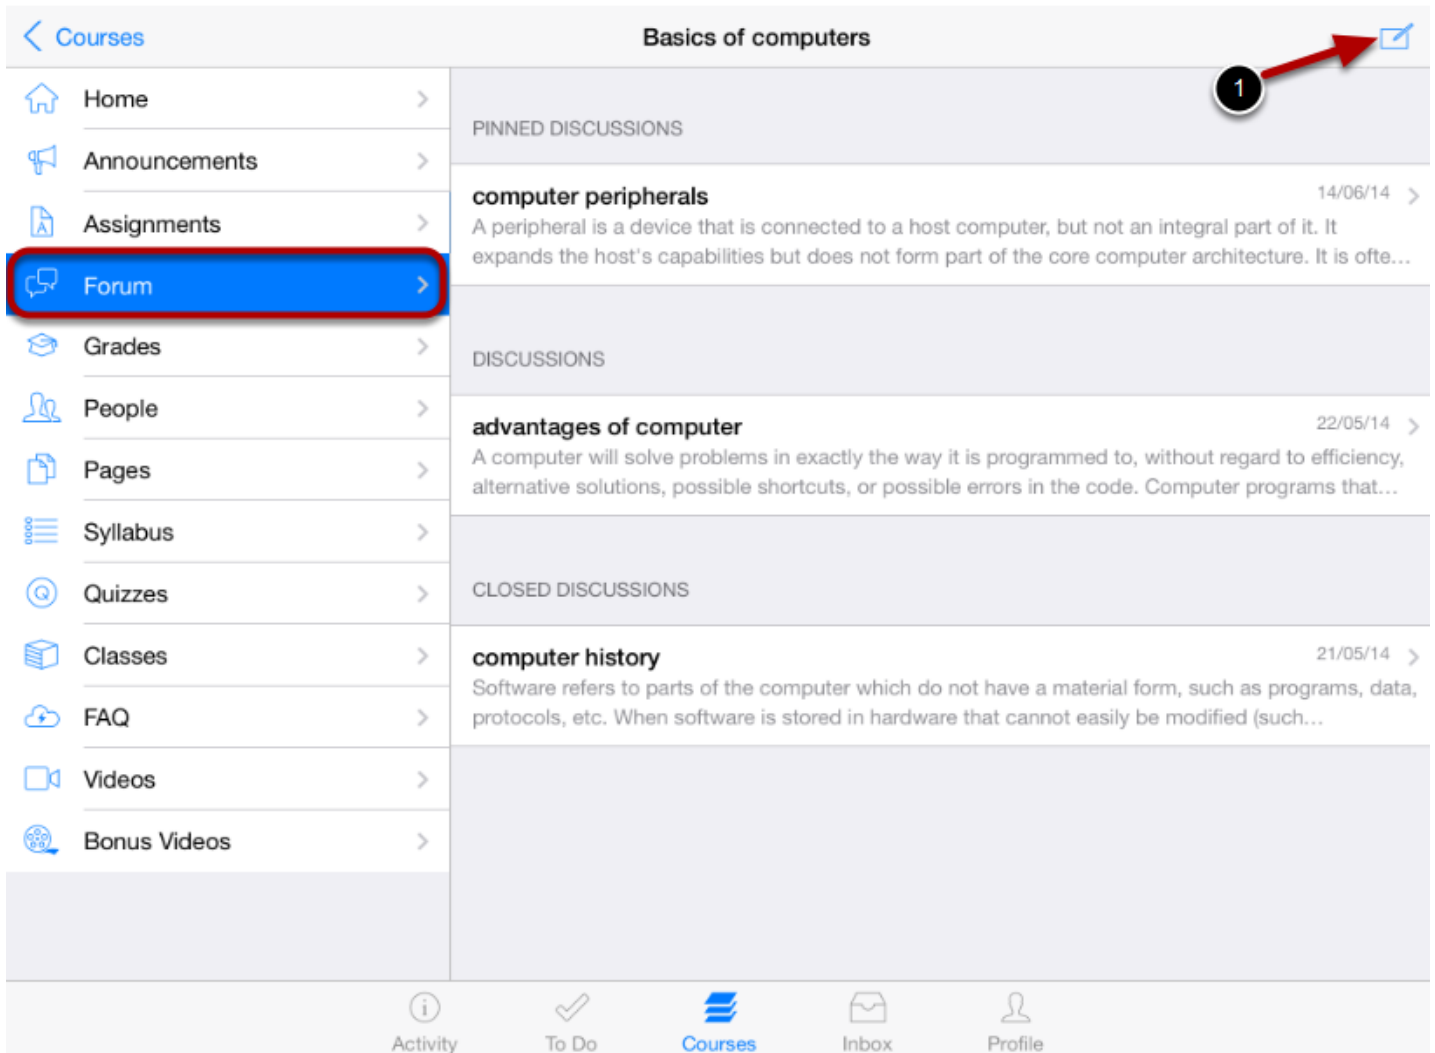 Courses
Basics of computers
1
Home
Announcements
Assignments
Forum
Grades
People
Pages
Syllabus
Quizzes
Classes
FAQ
Videos
Bonus Videos
PINNED DISCUSSIONS
computer peripherals 14/06/14
A peripheral is a device that is connected to a host computer, but not an integral part of it. It
expands the host's capabilities but does not form part of the core computer architecture. It is ofte...
DISCUSSIONS
advantages of computer 22/05/14
A computer will solve problems in exactly the way it is programmed to, without regard to efficiency,
alternative solutions, possible shortcuts, or possible errors in the code. Computer programs that...
CLOSED DISCUSSIONS
computer history 21/05/14
Software refers to parts of the computer which do not have a material form, such as programs, data,
protocols, etc. When software is stored in hardware that cannot easily be modified (such...
Activity
To Do
Courses
Inbox
Profile